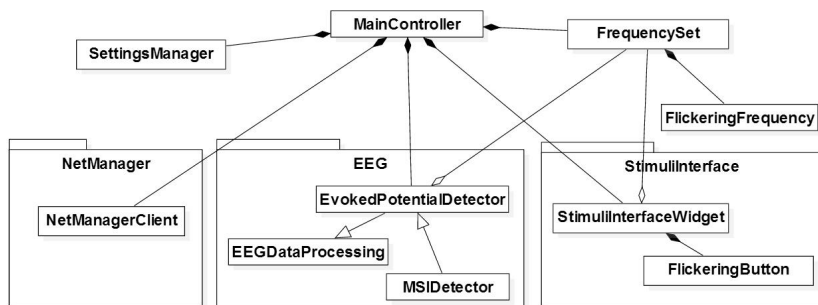 MainController
SettingsManager
FrequencySet
FlickeringFrequency
NetManager
EEG
StimuliInterface
NetManagerClient
EvokedPotentialDetector
StimuliInterfaceWidget
EEGDataProcessing
FlickeringButton
MSIDetector